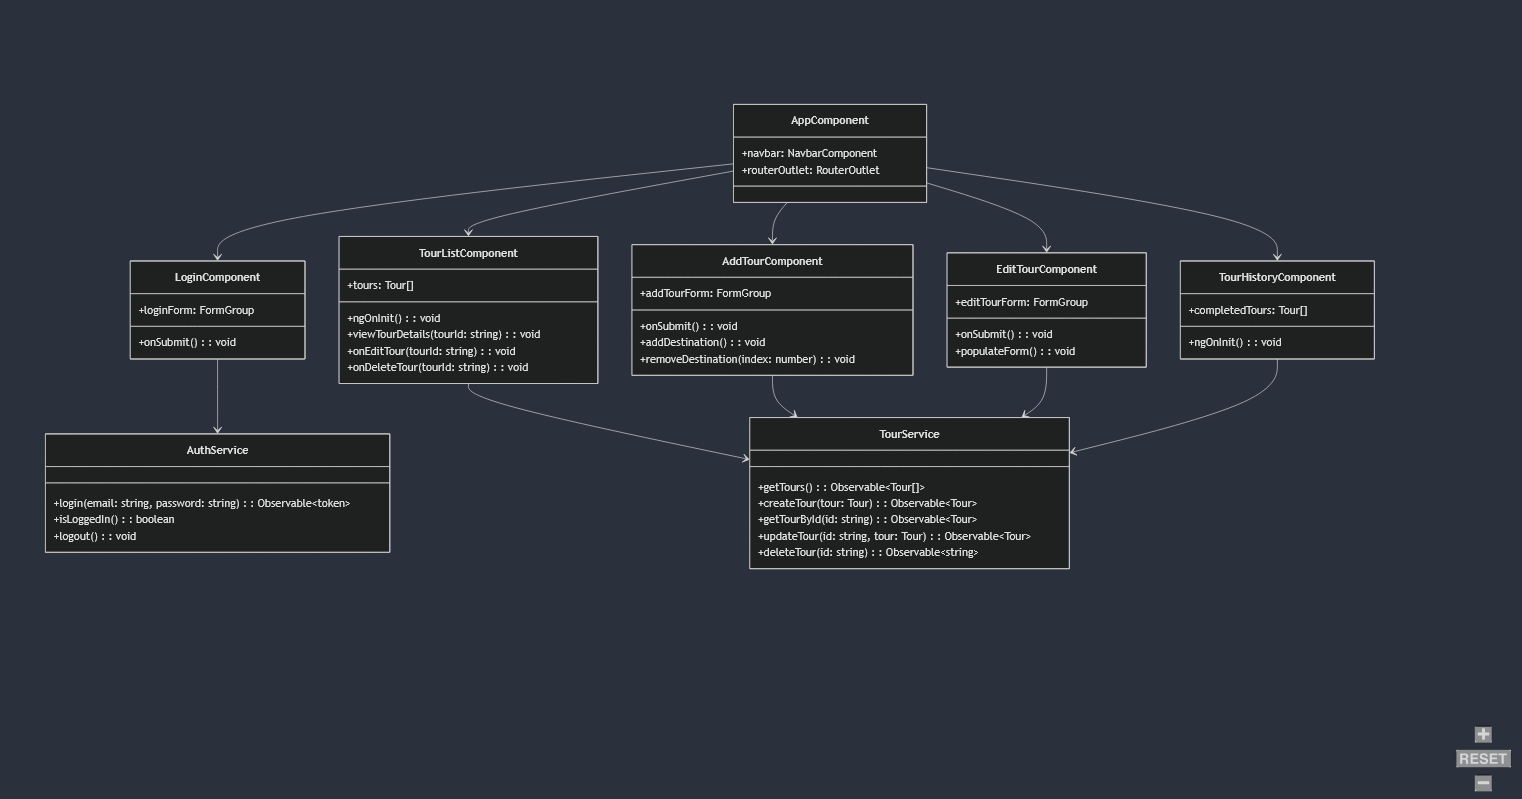 AppComponent
+navbar: NavbarComponent
+routerOutlet: RouterOutlet
LoginComponent
+loginForm: FormGroup
+onSubmit() : : void
TourListComponent
+tours: Tour[]
+ngOnInit() : : void
+viewTourDetails(tourId: string) : : void
+onEditTour(tourId: string) : : void
+onDeleteTour(tourId: string) : : void
AddTourComponent
+addTourForm: FormGroup
+onSubmit() : : void
+addDestination() : : void
+removeDestination(index: number) : : void
EditTourComponent
+editTourForm: FormGroup
+onSubmit() : : void
+populateForm() : : void
TourHistoryComponent
+completedTours: Tour[]
+ngOnInit() : : void
AuthService
+login(email: string, password: string) : : Observable<token>
+isLoggedIn() : : boolean
+logout() : : void
TourService
+getTours() : : Observable<Tour[]>
+createTour(tour: Tour) : : Observable<Tour>
+getTourById(id: string) : : Observable<Tour>
+updateTour(id: string, tour: Tour) : : Observable<Tour>
+deleteTour(id: string) : : Observable<string>
+
RESET
−